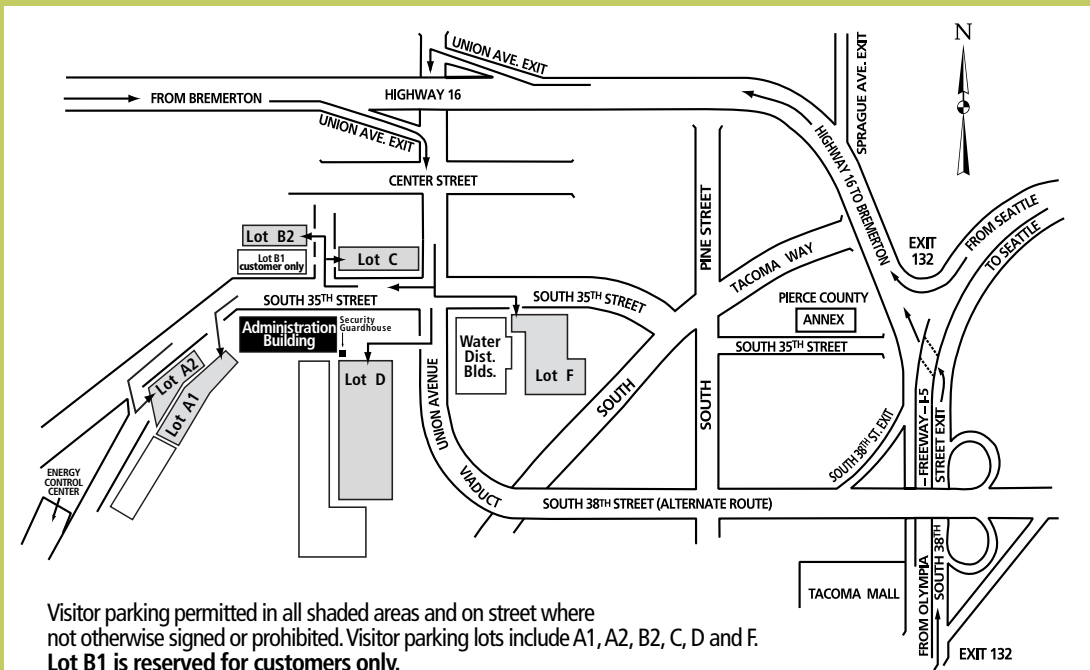 N
UNION AVE. EXIT
SPRAGUE AVE. EXIT
FROM BREMERTON
HIGHWAY 16
UNION AVE. EXIT
HIGHWAY 16 TO BREMERTON
CENTER STREET
PINE STREET
TACOMA WAY
EXIT
132
FROM SEATTLE
TO SEATTLE
Lot B2
Lot B1
customer only
Lot C
SOUTH 35TH STREET
SOUTH 35TH STREET
PIERCE COUNTY
ANNEX
SOUTH 35TH STREET
Administration
Building
Security
Guardhouse
Water
Dist.
Blds.
Lot F
Lot D
Lot A2
Lot A1
UNION AVENUE
VIADUCT
SOUTH
SOUTH
SOUTH 38TH ST. EXIT
FREEWAY – I-5
STREET EXIT
ENERGY
CONTROL
CENTER
SOUTH 38TH STREET (ALTERNATE ROUTE)
TACOMA MALL
FROM OLYMPIA
SOUTH 38TH
EXIT 132
Visitor parking permitted in all shaded areas and on street where
not otherwise signed or prohibited. Visitor parking lots include A1, A2, B2, C, D and F.
Lot B1 is reserved for customers only.